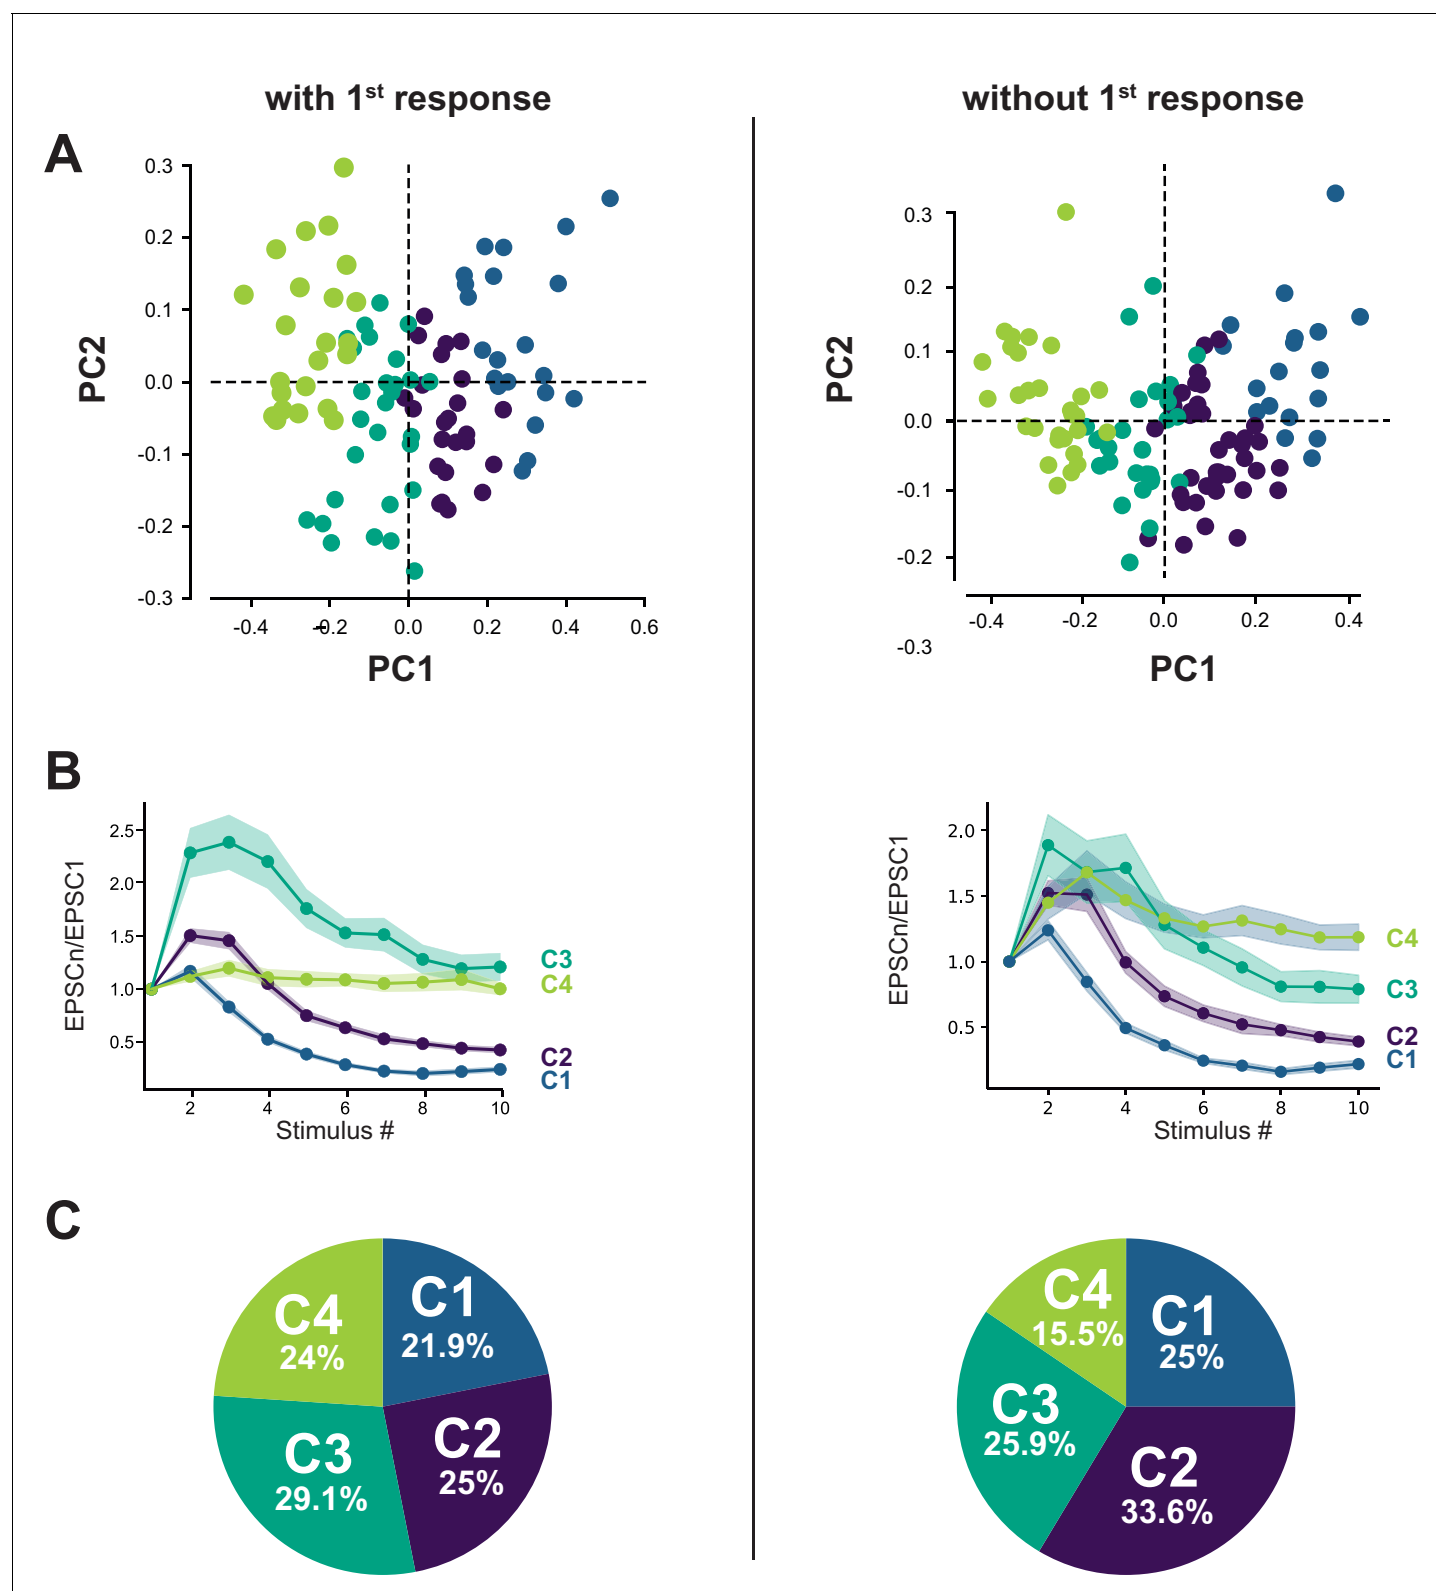 with 1st response
without 1st response
A
0.3
0.2
0.1
0.0
-0.1
-0.2
-0.3
PC2
-0.4
-0.2
0.0
0.2
0.4
0.6
PC1
0.3
0.2
0.1
0.0
-0.1
-0.2
-0.3
PC2
-0.4
-0.2
0.0
0.2
0.4
PC1
B
2.5
2.0
1.5
1.0
0.5
EPSCn/EPSC1
C3
C4
C2
C1
2
4
6
8
10
Stimulus #
2.0
1.5
1.0
0.5
EPSCn/EPSC1
C4
C3
C2
C1
2
4
6
8
10
Stimulus #
C
C4
24%
C1
21.9%
C3
29.1%
C2
25%
C4
15.5%
C1
25%
C3
25.9%
C2
33.6%